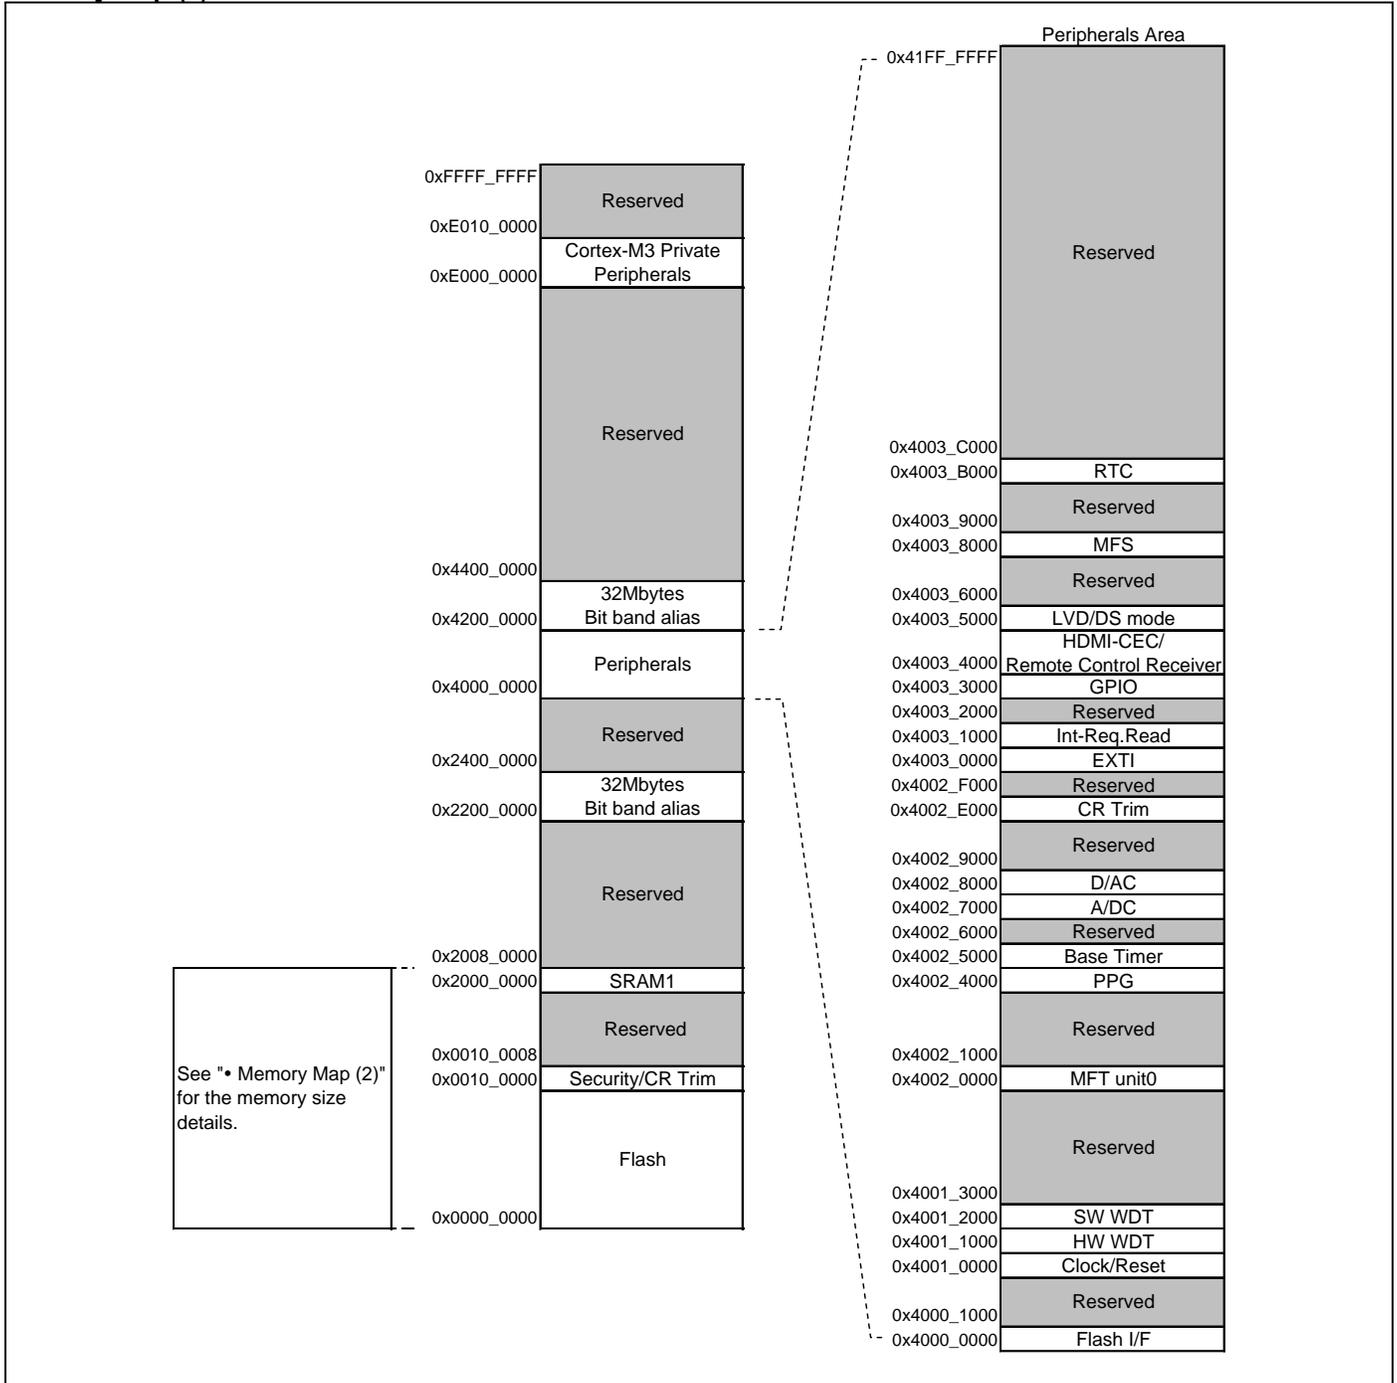 Peripherals Area
0x41FF_FFFF
Reserved
0x4003_C000
0x4003_B000 RTC
Reserved
0x4003_9000
0x4003_8000 MFS
Reserved
0x4003_6000
0x4003_5000 LVD/DS mode
HDMI-CEC/
0x4003_4000 Remote Control Receiver
0x4003_3000 GPIO
0x4003_2000 Reserved
0x4003_1000 Int-Req.Read
0x4003_0000 EXTI
0x4002_F000 Reserved
0x4002_E000 CR Trim
Reserved
0x4002_9000
0x4002_8000 D/AC
0x4002_7000 A/DC
0x4002_6000 Reserved
0x4002_5000 Base Timer
0x4002_4000 PPG
Reserved
0x4002_1000
0x4002_0000 MFT unit0
Reserved
0x4001_3000
0x4001_2000 SW WDT
0x4001_1000 HW WDT
0x4001_0000 Clock/Reset
Reserved
0x4000_1000
0x4000_0000 Flash I/F
0xFFFF_FFFF
Reserved
0xE010_0000
Cortex-M3 Private
0xE000_0000 Peripherals
Reserved
0x4400_0000
32Mbytes
0x4200_0000 Bit band alias
Peripherals
0x4000_0000
Reserved
0x2400_0000
32Mbytes
0x2200_0000 Bit band alias
Reserved
0x2008_0000
0x2000_0000 SRAM1
Reserved
0x0010_0008
0x0010_0000 Security/CR Trim
Flash
0x0000_0000
See "• Memory Map (2)"
for the memory size
details.